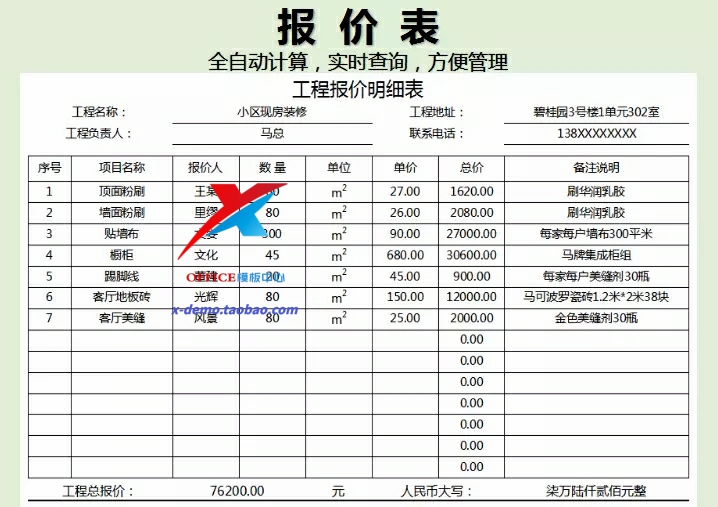 报 价 表
全自动计算，实时查询，方便管理
工程报价明细表
工程名称： 小区现房装修 工程地址： 碧桂园3号楼1单元302室
工程负责人： 马总 联系电话： 138XXXXXXXX
序号 项目名称 报价人 数 量 单位 单价 总价 备注说明
1 顶面粉刷 王某 m² 27.00 1620.00 刷华润乳胶
2 墙面粉刷 里缪 80 m² 26.00 2080.00 刷华润乳胶
3 贴墙布 300 m² 90.00 27000.00 每家每户墙布300平米
4 橱柜 文化 45 m² 680.00 30600.00 马牌集成柜组
5 踢脚线 20 m² 45.00 900.00 每家每户美缝剂30瓶
OFFICE模版中心
6 客厅地板砖 光辉 80 m² 150.00 12000.00 马可波罗瓷砖1.2米*2米38块
x-demo.taobao.com
7 客厅美缝 风景 80 m² 25.00 2000.00 金色美缝剂30瓶
0.00
0.00
0.00
0.00
0.00
0.00
0.00
工程总报价： 76200.00 元 人民币大写： 柒万陆仟贰佰元整